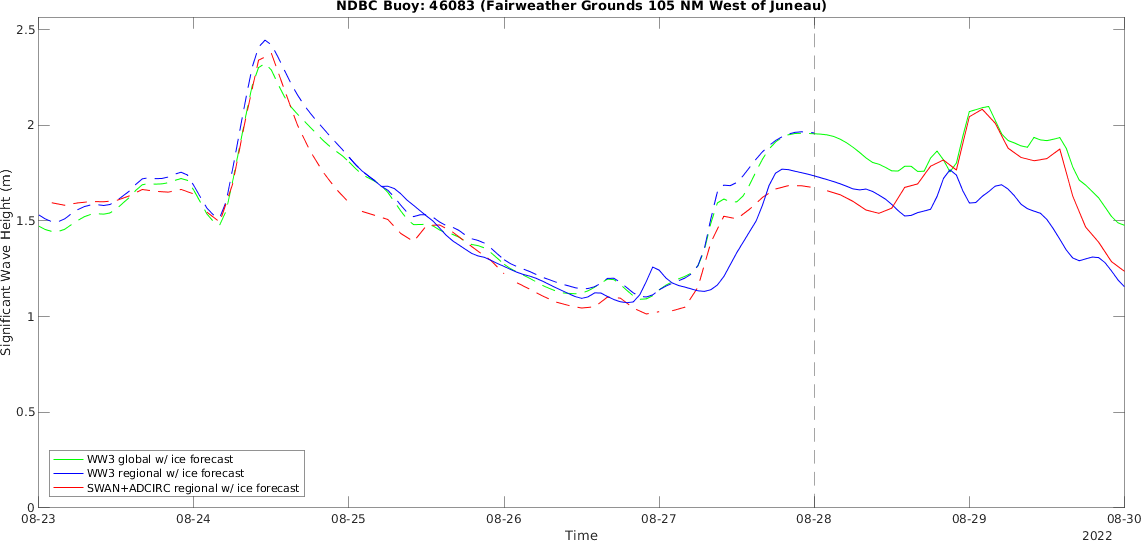 NDBC Buoy: 46083 (Fairweather Grounds 105 NM West of Juneau)
2.5
2
1.5
1
0.5
0
Significant Wave Height (m)
WW3 global w/ ice forecast
WW3 regional w/ ice forecast
SWAN+ADCIRC regional w/ ice forecast
08-23 08-24 08-25 08-26 08-27 08-28 08-29 08-30
Time
2022